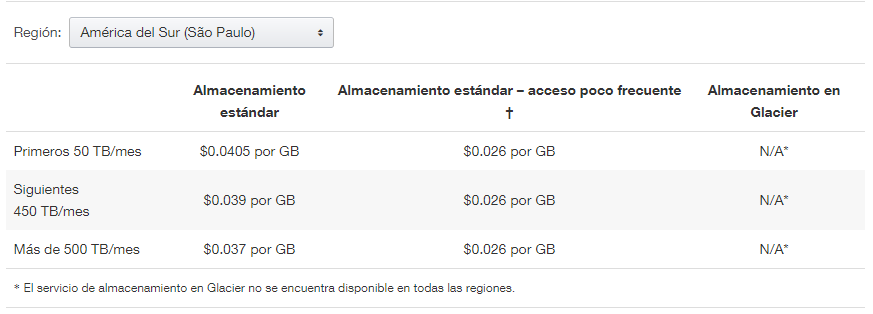 Región: América del Sur (São Paulo)
Almacenamiento estándar Almacenamiento estándar – acceso poco frecuente † Almacenamiento en Glacier
Primeros 50 TB/mes $0.0405 por GB $0.026 por GB N/A*
Siguientes 450 TB/mes $0.039 por GB $0.026 por GB N/A*
Más de 500 TB/mes $0.037 por GB $0.026 por GB N/A*
* El servicio de almacenamiento en Glacier no se encuentra disponible en todas las regiones.